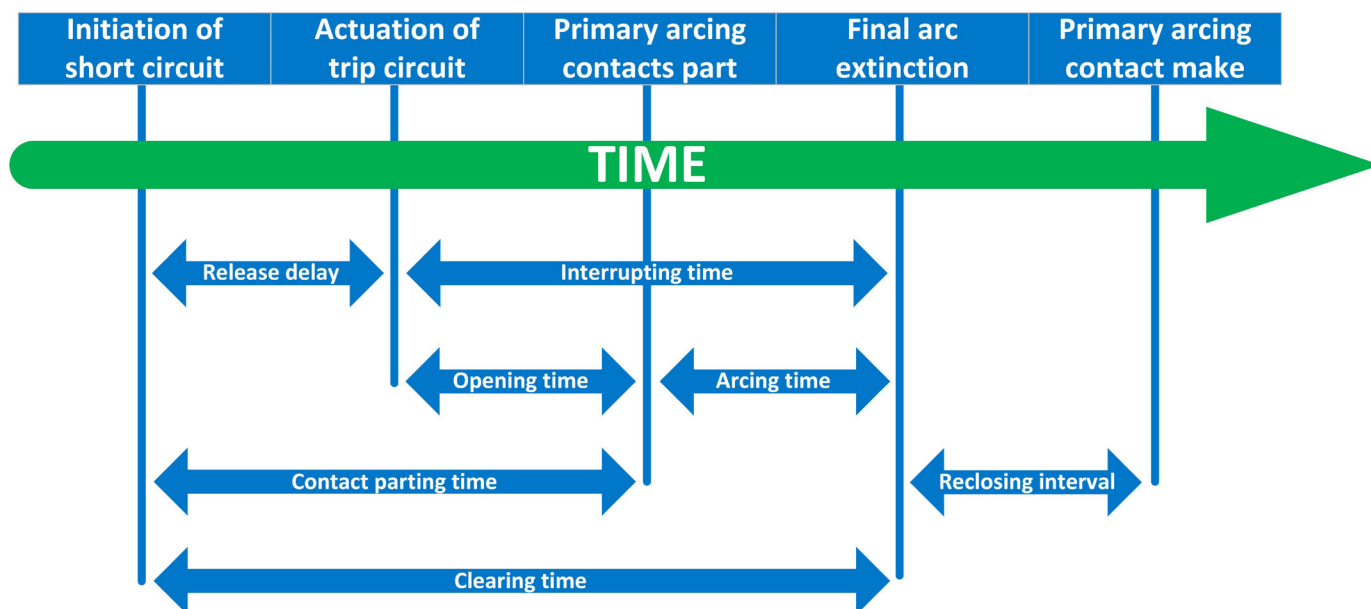 Initiation of
short circuit
Actuation of
trip circuit
Primary arcing
contacts part
Final arc
extinction
Primary arcing
contact make
TIME
Release delay
Interrupting time
Opening time
Arcing time
Contact parting time
Reclosing interval
Clearing time